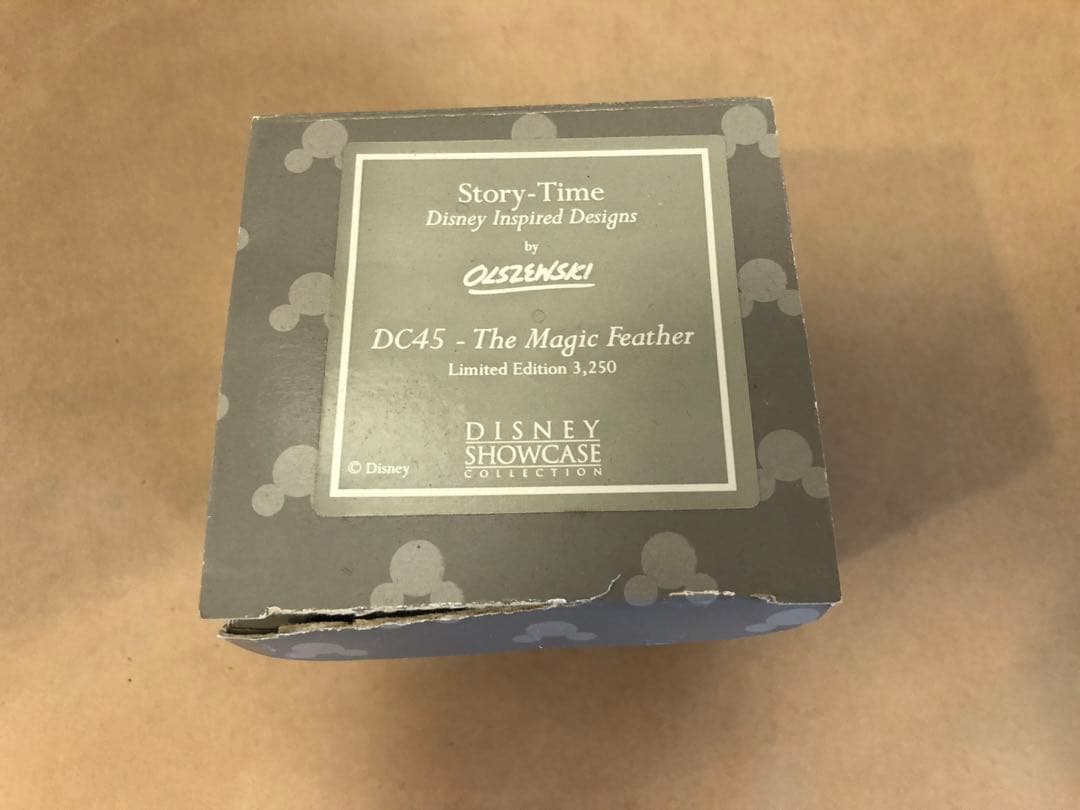 Story-Time
Disney Inspired Designs
by
OLSZEWSKI
DC45 - The Magic Feather
Limited Edition 3,250
DISNEY
SHOWCASE
COLLECTION
© Disney